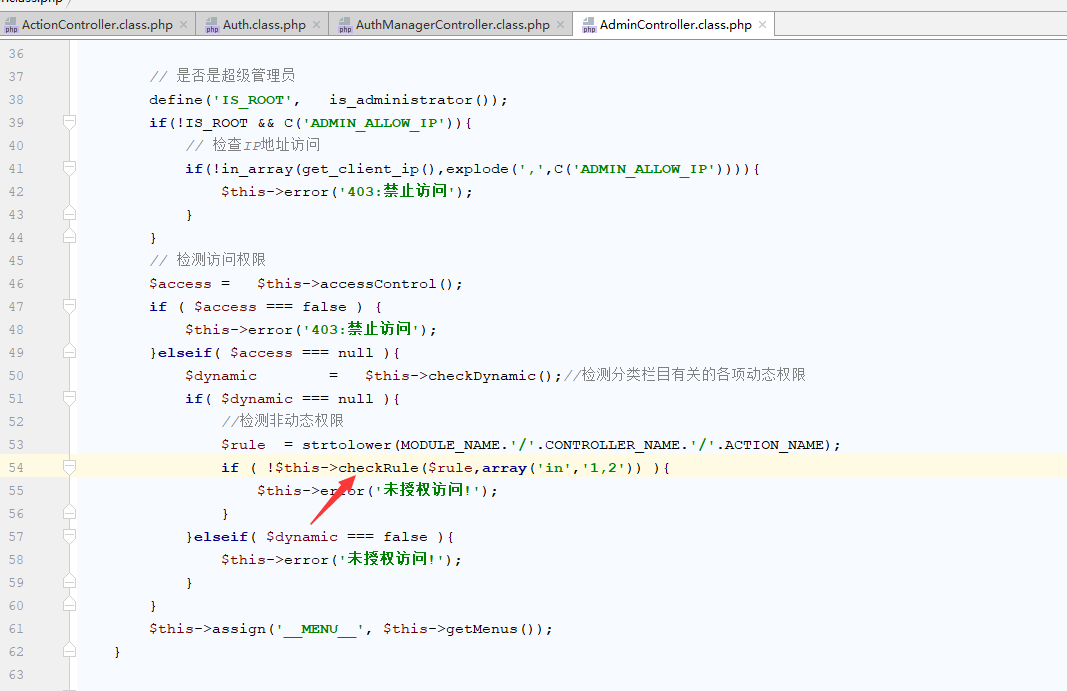 n.class.php
ActionController.class.php × Auth.class.php × AuthManagerController.class.php × AdminController.class.php ×
36
37 // 是否是超级管理员
38 define('IS_ROOT', is_administrator());
39 if(!IS_ROOT && C('ADMIN_ALLOW_IP')){
40 // 检查IP地址访问
41 if(!in_array(get_client_ip(),explode(',',C('ADMIN_ALLOW_IP')))){
42 $this->error('403:禁止访问');
43 }
44 }
45 // 检测访问权限
46 $access = $this->accessControl();
47 if ( $access === false ) {
48 $this->error('403:禁止访问');
49 }elseif( $access === null ){
50 $dynamic = $this->checkDynamic();//检测分类栏目有关的各项动态权限
51 if( $dynamic === null ){
52 //检测非动态权限
53 $rule = strtolower(MODULE_NAME.'/'.CONTROLLER_NAME.'/'.ACTION_NAME);
54 if ( !$this->checkRule($rule,array('in','1,2')) ){
55 $this->error('未授权访问!');
56 }
57 }elseif( $dynamic === false ){
58 $this->error('未授权访问!');
59 }
60 }
61 $this->assign('__MENU__', $this->getMenus());
62 }
63